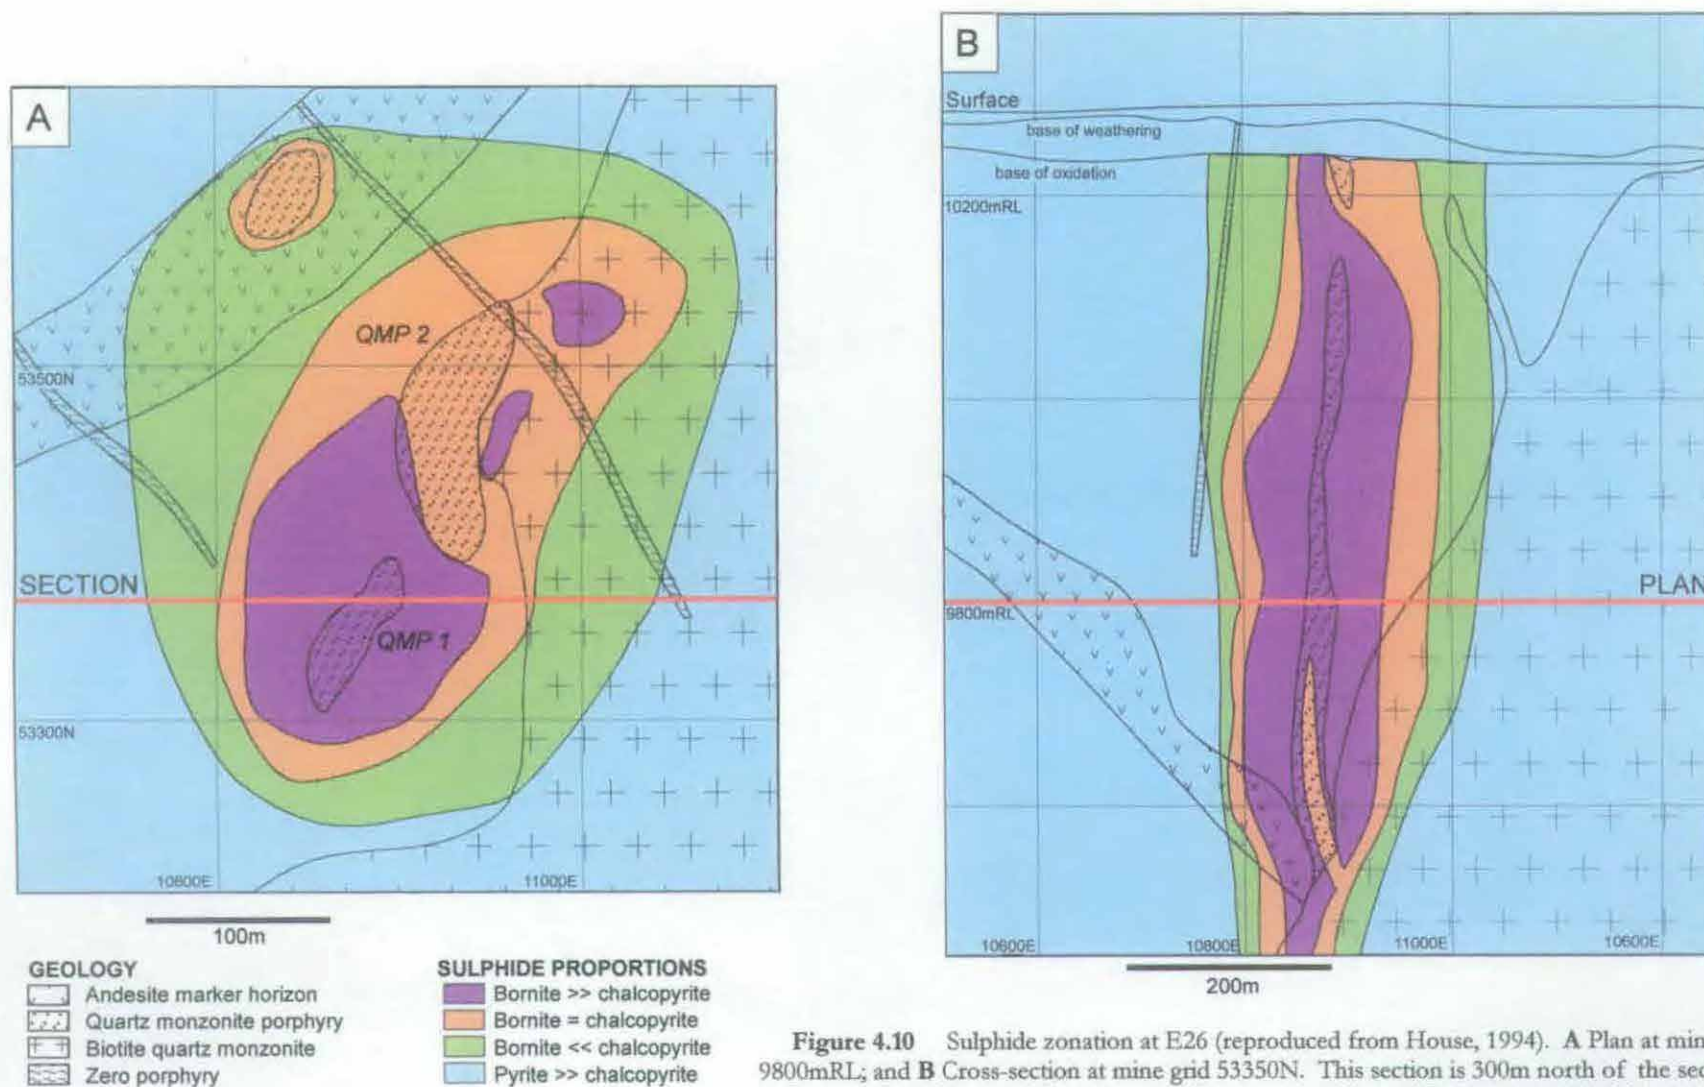 A
QMP 2
53500N
SECTION
QMP 1
53300N
10600E
11000E
100m
B
Surface
base of weathering
base of oxidation
10200mRL
PLAN
9800mRL
10600E
10800E
11000E
10600E
200m
GEOLOGY
Andesite marker horizon
Quartz monzonite porphyry
Biotite quartz monzonite
Zero porphyry
SULPHIDE PROPORTIONS
Bornite >> chalcopyrite
Bornite = chalcopyrite
Bornite << chalcopyrite
Pyrite >> chalcopyrite
Figure 4.10 Sulphide zonation at E26 (reproduced from House, 1994). A Plan at min
9800mRL; and B Cross-section at mine grid 53350N. This section is 300m north of the sec